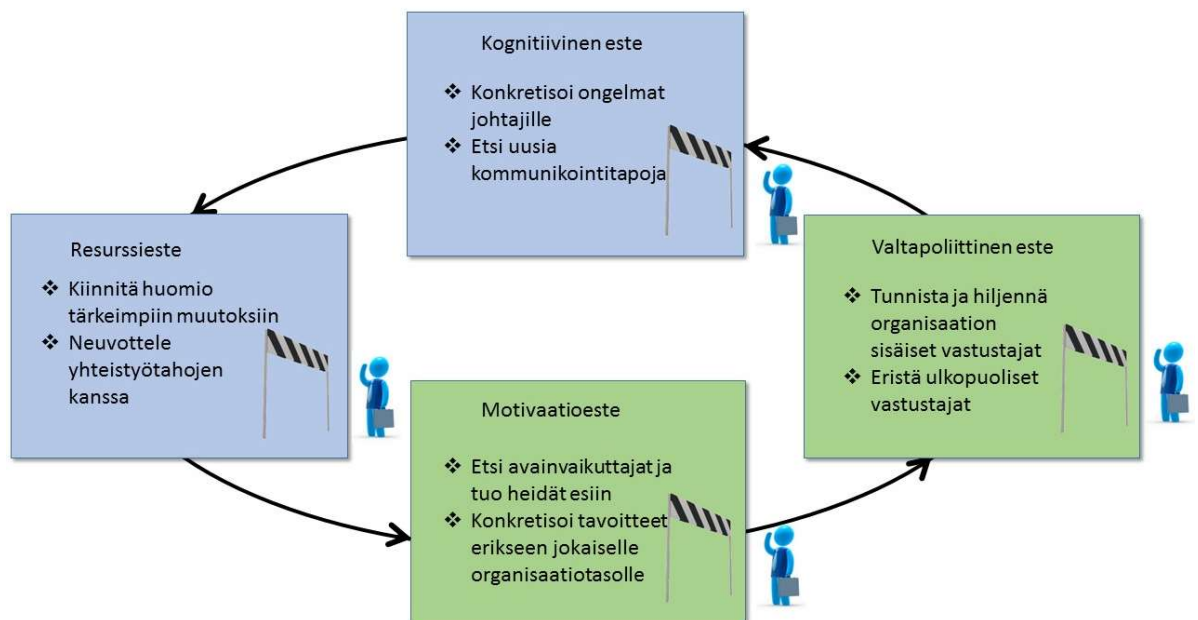 Kognitiivinen este
❖ Konkretisoi ongelmat
johtajille
❖ Etsi uusia
kommunikointitapoja
Resurssieste
❖ Kiinnitä huomio
tärkeimpiin muutoksiin
❖ Neuvottele
yhteistyötahojen
kanssa
Motivaatioeste
❖ Etsi avainvaikuttajat ja
tuo heidät esiin
❖ Konkretisoi tavoitteet
erikseen jokaiselle
organisaatiotasolle
Valtapoliittinen este
❖ Tunnista ja hiljennä
organisaation
sisäiset vastustajat
❖ Eristä ulkopuoliset
vastustajat